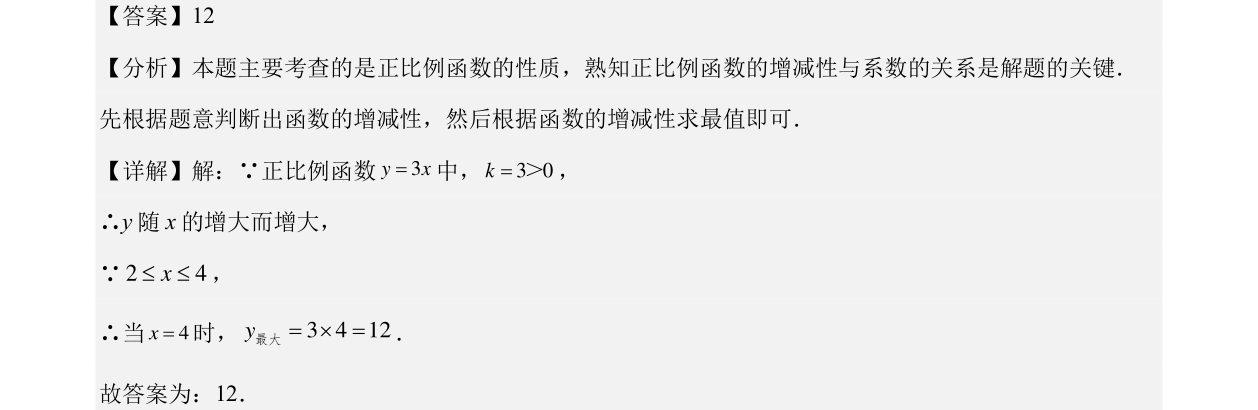 【答案】12
【分析】本题主要考查的是正比例函数的性质，熟知正比例函数的增减性与系数的关系是解题的关键．
先根据题意判断出函数的增减性，然后根据函数的增减性求最值即可．
【详解】解：∵正比例函数 y=3x 中，k=3>0，
∴y 随 x 的增大而增大，
∵ 2≤x≤4，
∴当 x=4 时，y最大 =3×4=12．
故答案为：12．